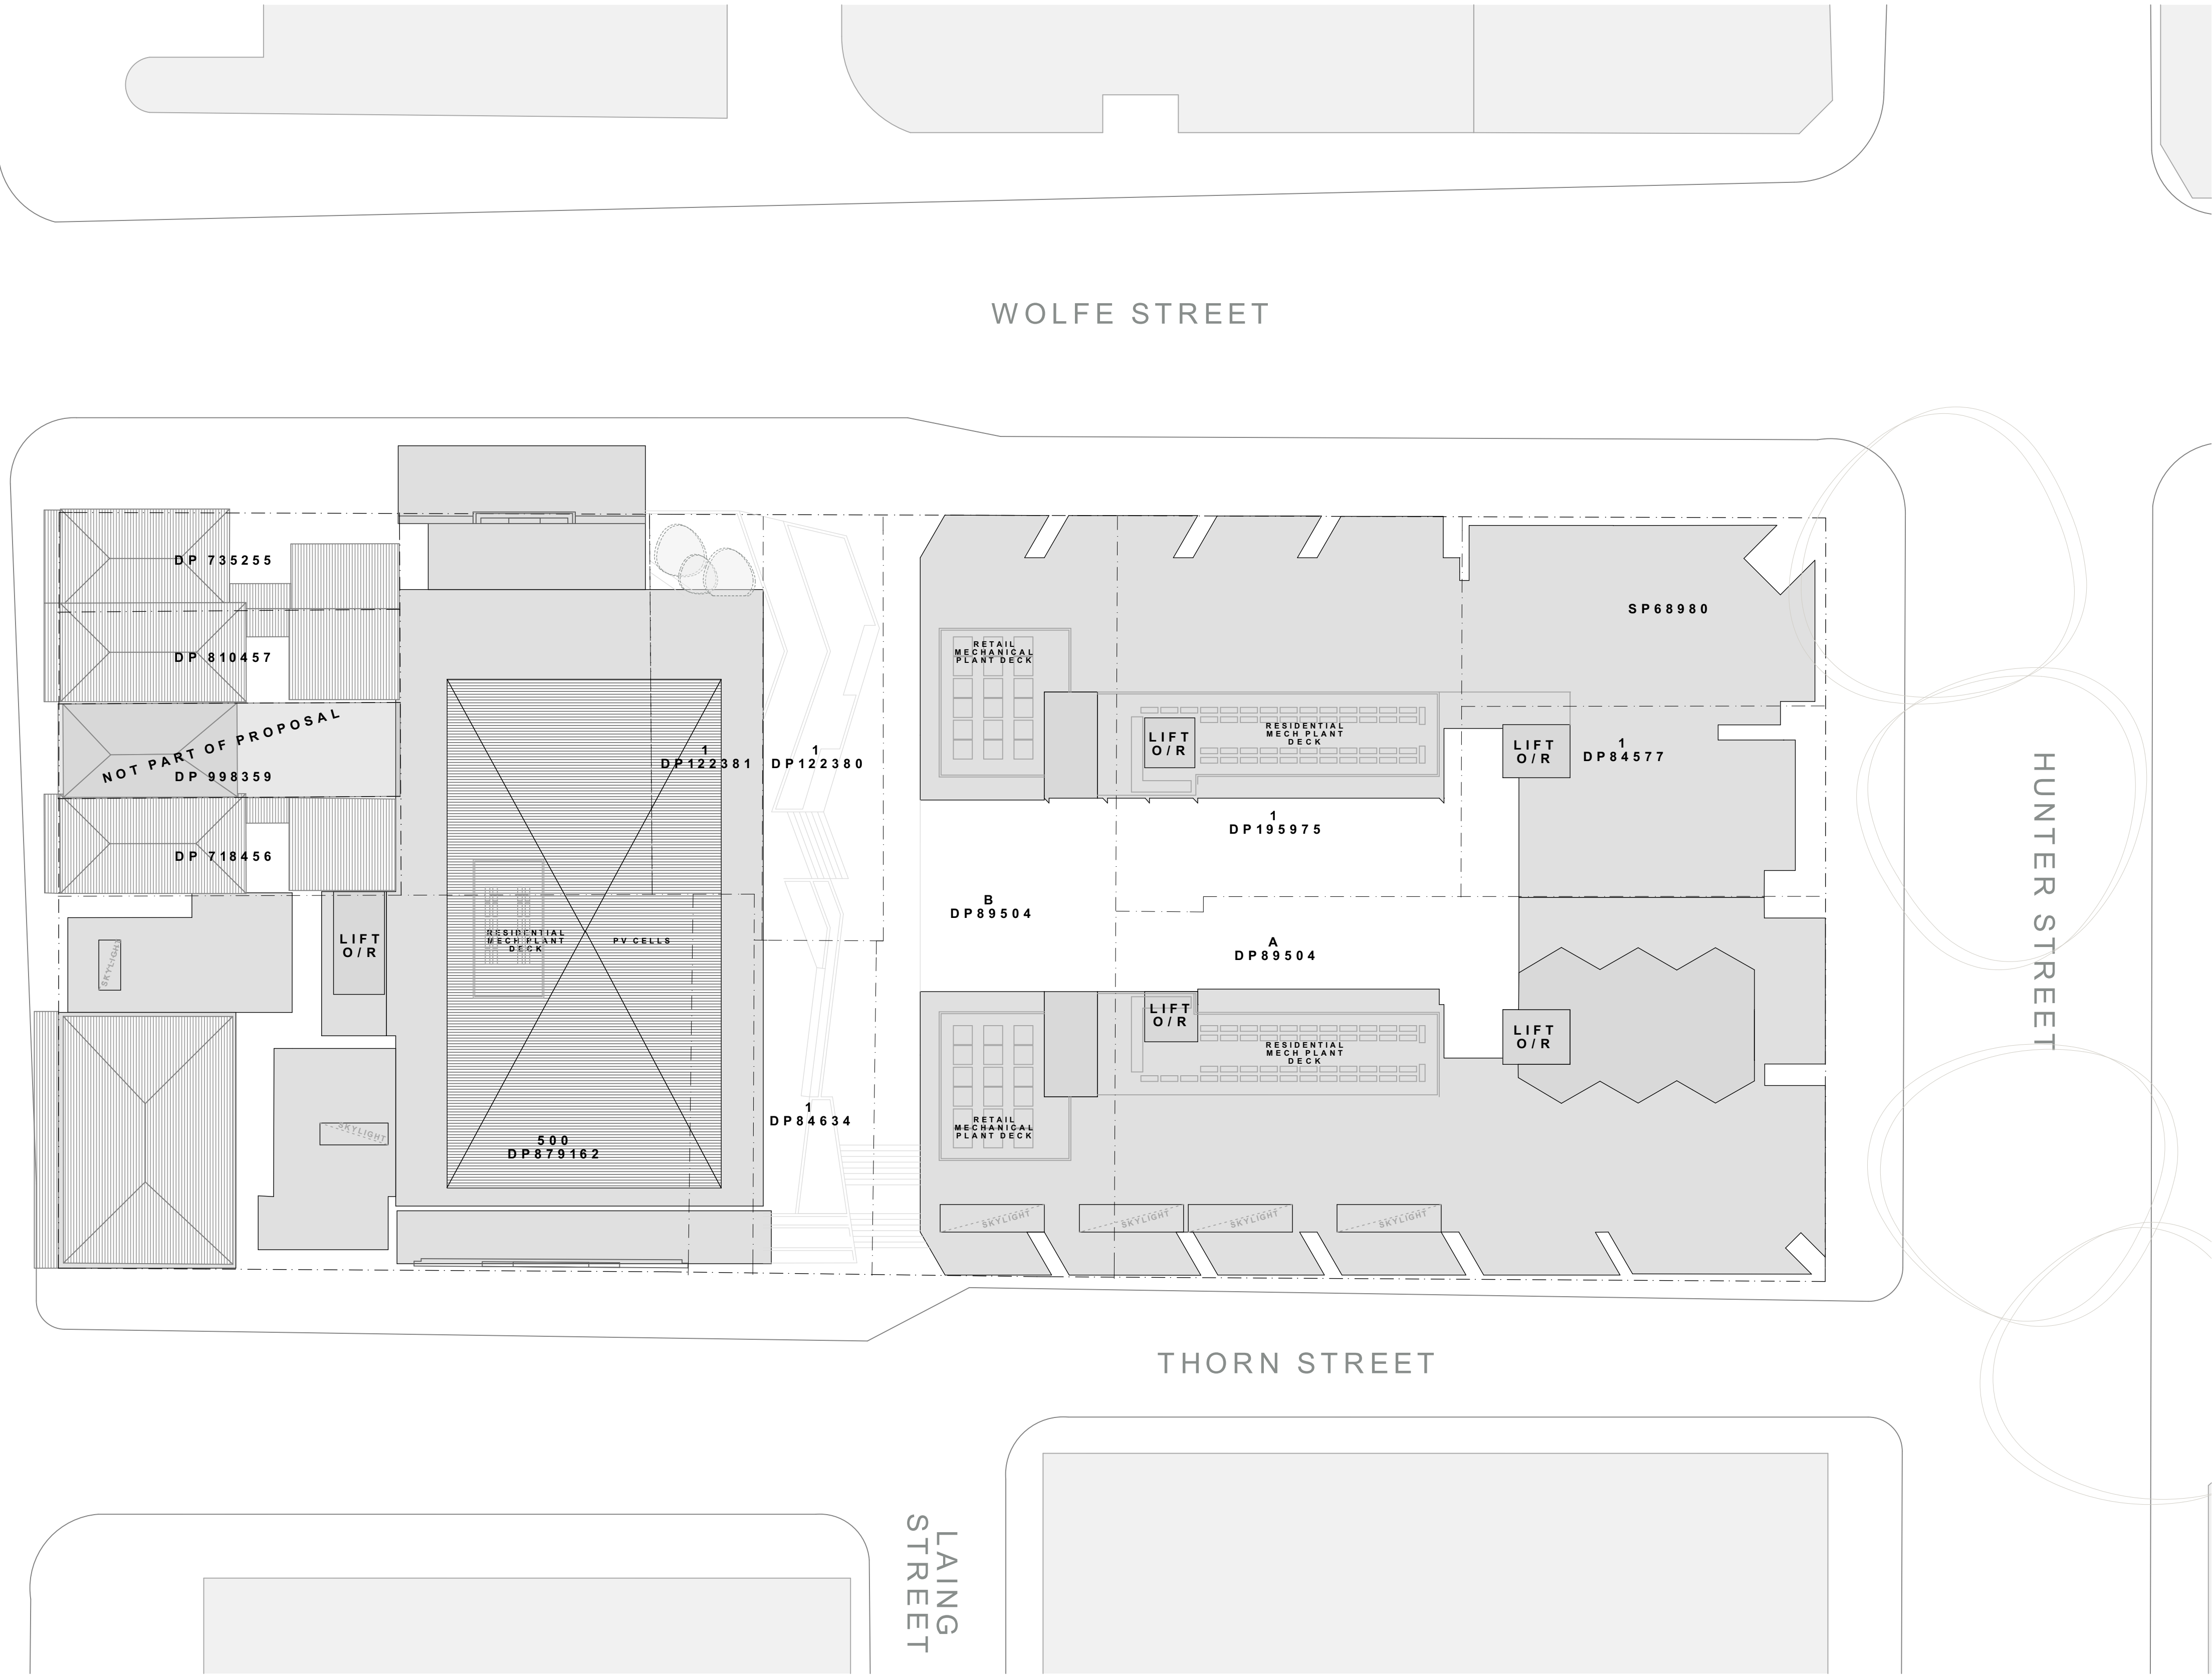 WOLFE STREET
DP 735255
DP 810457
NOT PART OF PROPOSAL
DP 998359
DP 718456
SKYLIGHT
LIFT
O/R
SKYLIGHT
RESIDENTIAL
MECH PLANT
DECK
PV CELLS
500
DP879162
1
DP122381
1
DP122380
1
DP84634
RETAIL
MECHANICAL
PLANT DECK
LIFT
O/R
RESIDENTIAL
MECH PLANT
DECK
LIFT
O/R
SP68980
1
DP84577
1
DP195975
B
DP89504
A
DP89504
LIFT
O/R
RESIDENTIAL
MECH PLANT
DECK
LIFT
O/R
RETAIL
MECHANICAL
PLANT DECK
SKYLIGHT
SKYLIGHT
SKYLIGHT
SKYLIGHT
HUNTER STREET
THORN STREET
LAING
STREET